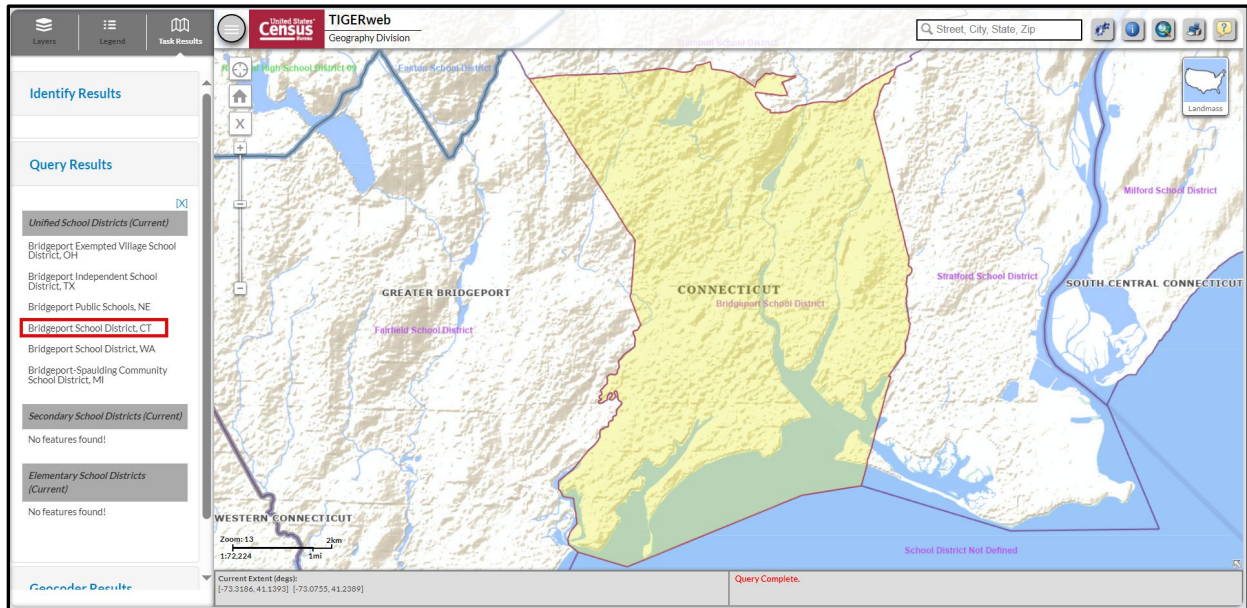 Layers
Legend
Task Results
United States®
Census
Bureau
TIGERweb
Geography Division
Street, City, State, Zip
Identify Results
Query Results
[X]
Unified School Districts (Current)
Bridgeport Exempted Village School
District, OH
Bridgeport Independent School
District, TX
Bridgeport Public Schools, NE
Bridgeport School District, CT
Bridgeport School District, WA
Bridgeport-Spaulding Community
School District, MI
Secondary School Districts (Current)
No features found!
Elementary School Districts
(Current)
No features found!
Geocoder Results
High School District 09
Easton School District
School District
X
Landmass
Milford School District
Stratford School District
SOUTH CENTRAL CONNECTICUT
GREATER BRIDGEPORT
CONNECTICUT
Bridgeport School District
Fairfield School District
WESTERN CONNECTICUT
Zoom: 13
2km
1:72,224
1mi
School District Not Defined
Current Extent (degs):
[-73.3186, 41.1393] [-73.0755, 41.2389]
Query Complete.